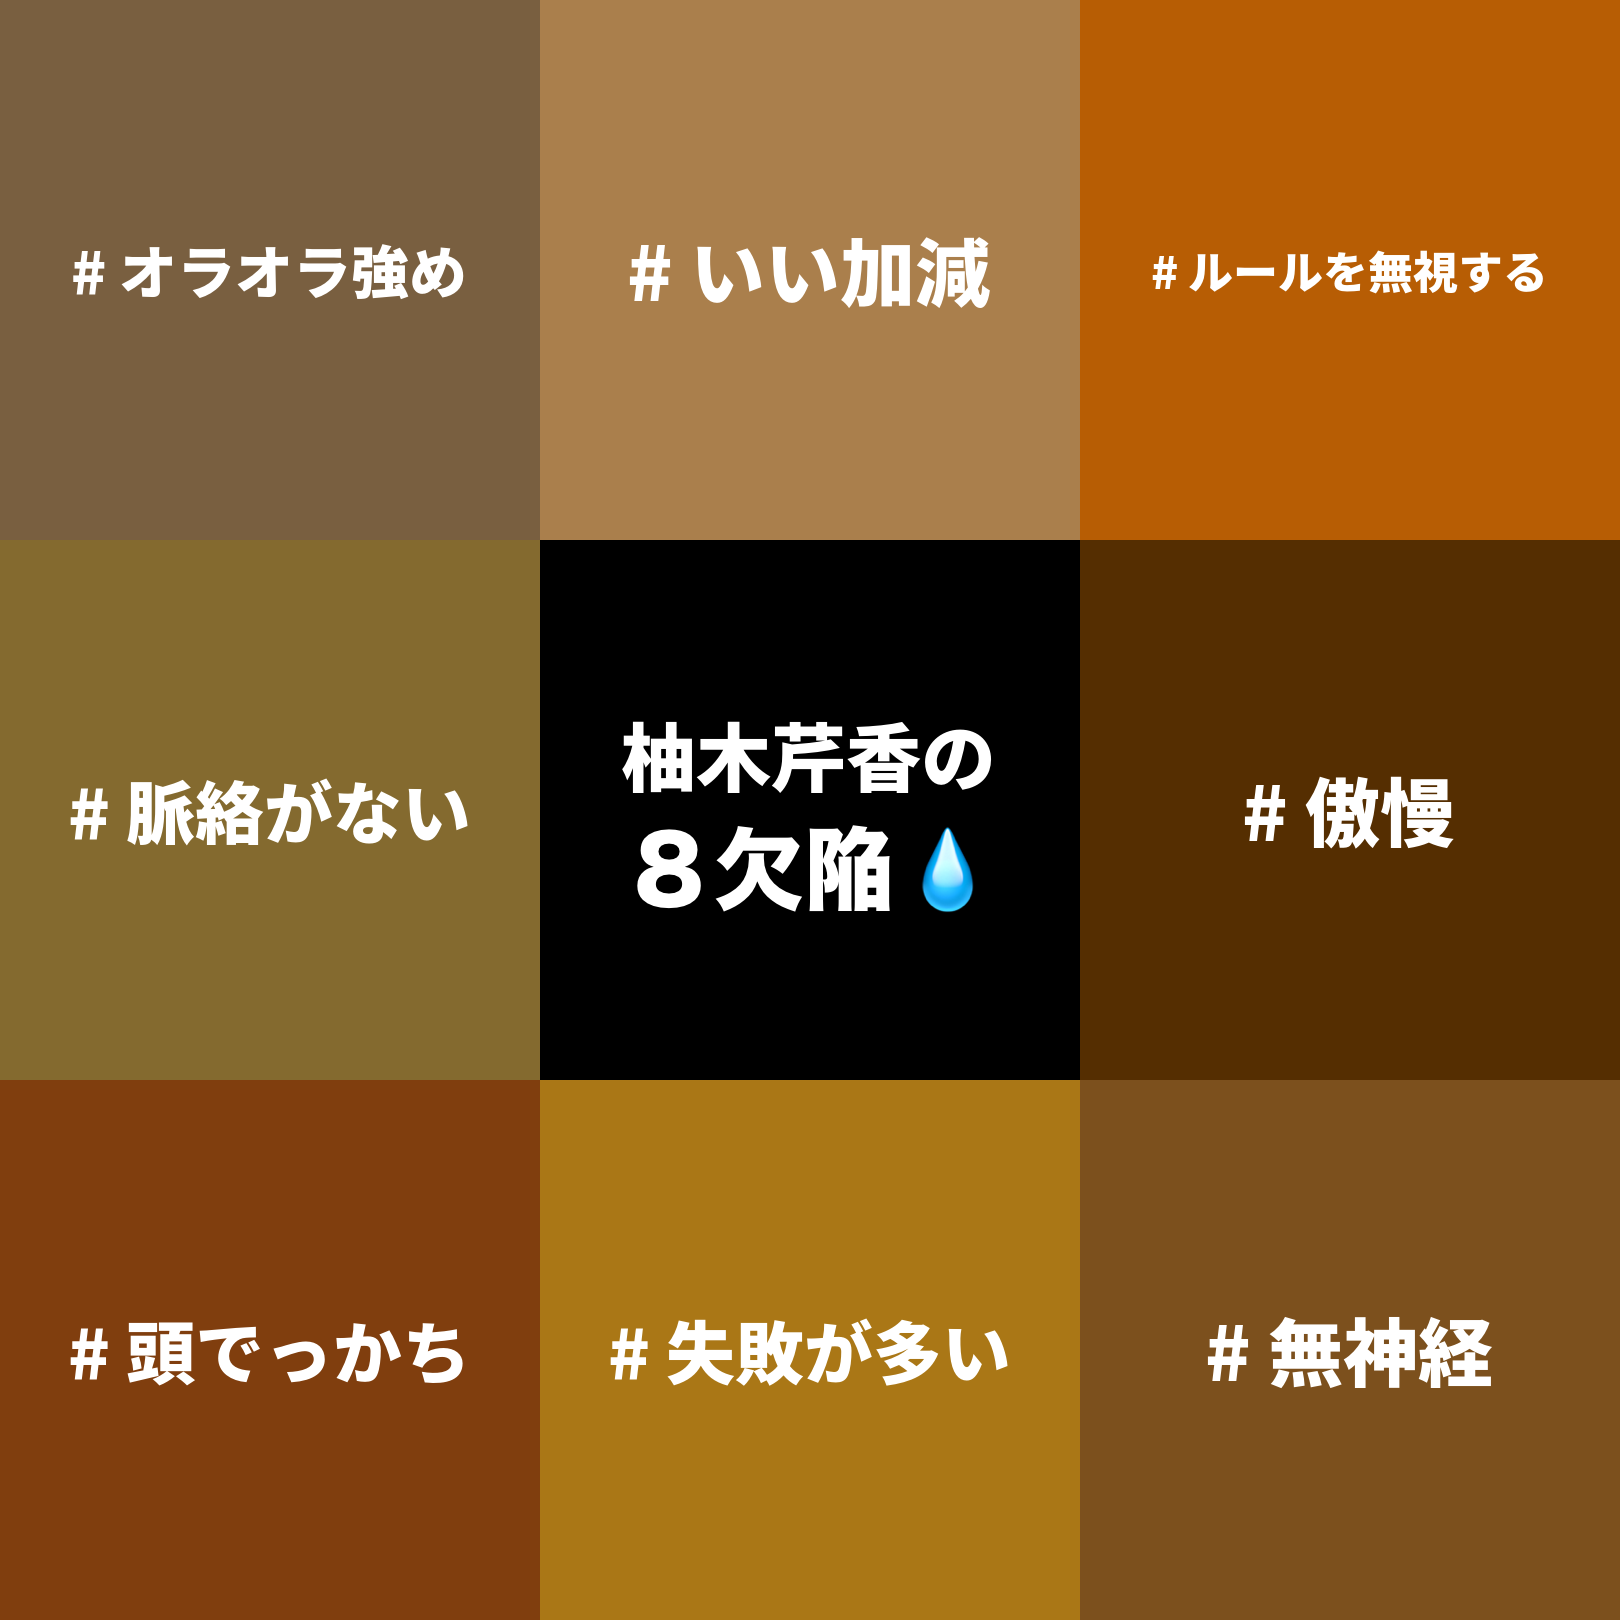 # オラオラ強め
# いい加減
# ルールを無視する
# 脈絡がない
柚木芹香の
８欠陥💧
# 傲慢
# 頭でっかち
# 失敗が多い
# 無神経